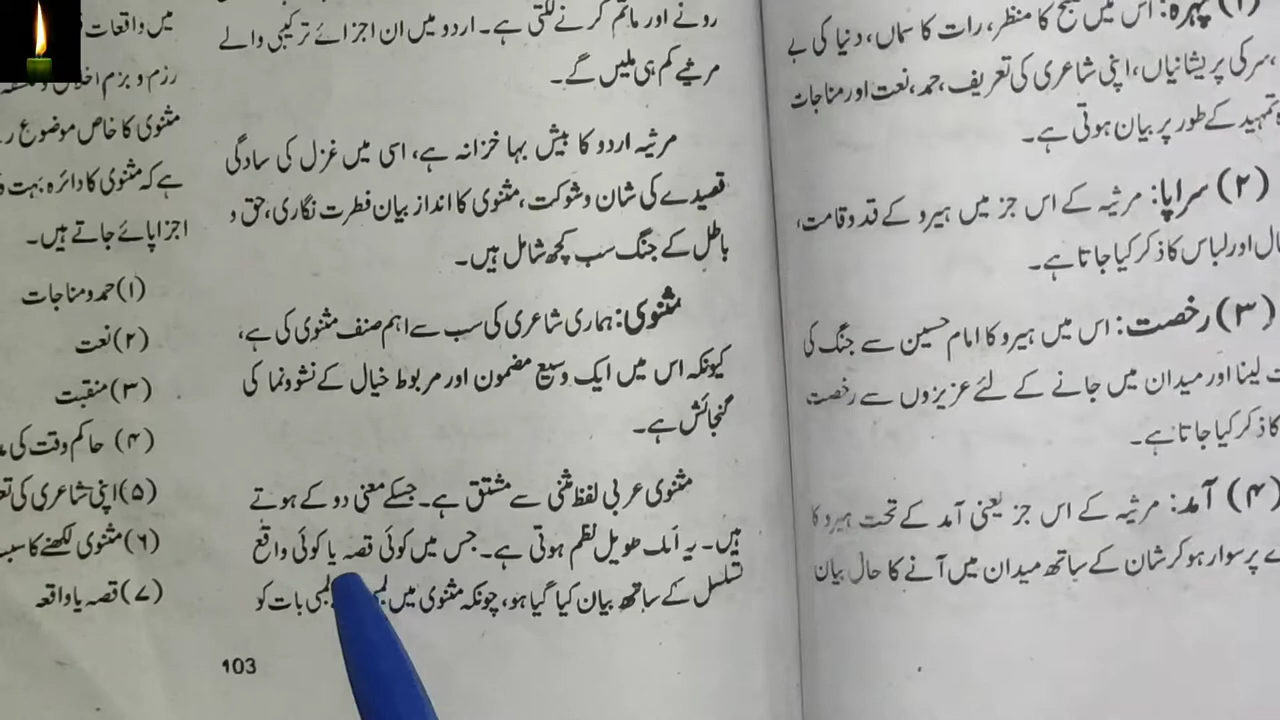 (۱) چہرہ: اس میں صبح کا منظر، رات کا سماں، دنیا کی بے
سرکی پریشانیاں، اپنی شاعری کی تعریف، حمد، نعت اور مناجات
تمہید کے طور پر بیان ہوتی ہے۔
(۲) سراپا: مرثیہ کے اس جز میں ہیرو کے قد و قامت،
اور لباس کا ذکر کیا جاتا ہے۔
(۳) رخصت: اس میں ہیرو کا امام حسین سے جنگ کی
لینا اور میدان میں جانے کے لئے عزیزوں سے رخصت
کا ذکر کیا جاتا ہے۔
(۴) آمد: مرثیہ کے اس جز یعنی آمد کے تحت ہیرو کا
پر سوار ہو کر شان کے ساتھ میدان میں آنے کا حال بیان
رونے اور ماتم کرنے لگتی ہے۔ اردو میں ان اجزائے ترکیبی والے
مرثیے کم ہی ملیں گے۔
مرثیہ اردو کا بیش بہا خزانہ ہے، اسی میں غزل کی سادگی
قصیدے کی شان و شوکت، مثنوی کا انداز بیان فطرت نگاری، حق و
باطل کے جنگ سب کچھ شامل ہیں۔
مثنوی: ہماری شاعری کی سب سے اہم صنف مثنوی کی ہے،
کیونکہ اس میں ایک وسیع مضمون اور مربوط خیال کے نشوونما کی
گنجائش ہے۔
مثنوی عربی لفظ مثنی سے مشتق ہے۔ جسکے معنی دو کے ہوتے
ہیں۔ یہ ایک طویل نظم ہوتی ہے۔ جس میں کوئی قصہ یا کوئی واقع
تسلسل کے ساتھ بیان کیا گیا ہو، چونکہ مثنوی میں لمبی بات کو
103
میں واقعات
رزم و بزم
مثنوی کا خاص موضوع
ہے کہ مثنوی کا دائرہ بہت
اجزا پائے جاتے ہیں۔
(۱) حمد و مناجات
(۲) نعت
(۳) منقبت
(۴) حاکم وقت کی
(۵) اپنی شاعری کی
(۶) مثنوی لکھنے کا سبب
(۷) قصہ یا واقعہ